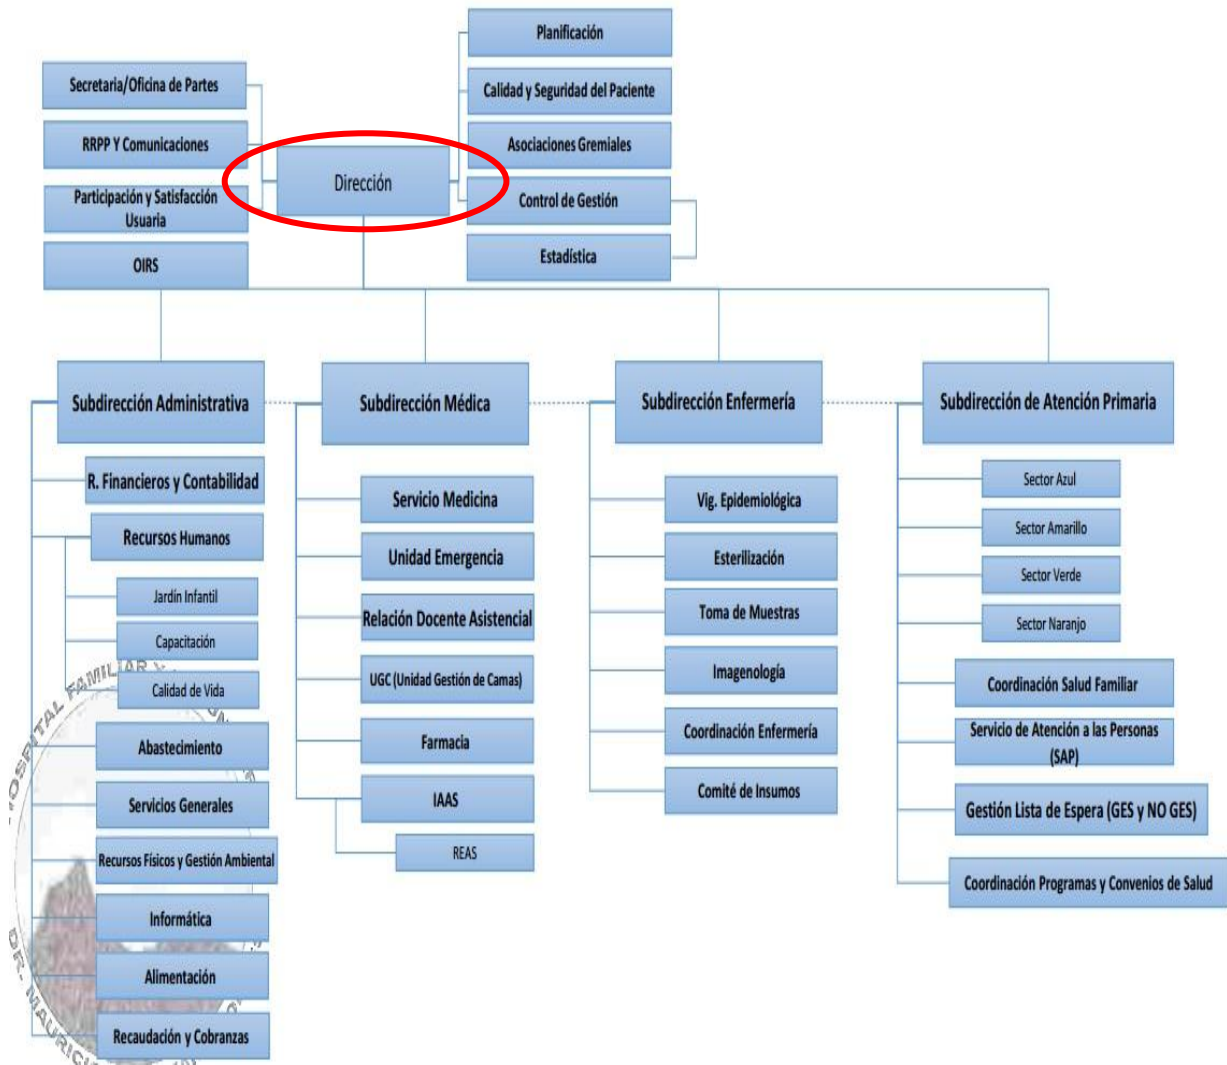 Planificación
Secretaria/Oficina de Partes
Calidad y Seguridad del Paciente
RRPP Y Comunicaciones
Asociaciones Gremiales
Dirección
Participación y Satisfacción
Usuaria
Control de Gestión
OIRS
Estadística
Subdirección Administrativa
Subdirección Médica
Subdirección Enfermería
Subdirección de Atención Primaria
R. Financieros y Contabilidad
Recursos Humanos
Jardín Infantil
Capacitación
Calidad de Vida
Abastecimiento
Servicios Generales
Recursos Físicos y Gestión Ambiental
Informática
Alimentación
Recaudación y Cobranzas
Servicio Medicina
Unidad Emergencia
Relación Docente Asistencial
UGC (Unidad Gestión de Camas)
Farmacia
IAAS
REAS
Vig. Epidemiológica
Esterilización
Toma de Muestras
Imagenología
Coordinación Enfermería
Comité de Insumos
Sector Azul
Sector Amarillo
Sector Verde
Sector Naranjo
Coordinación Salud Familiar
Servicio de Atención a las Personas
(SAP)
Gestión Lista de Espera (GES y NO GES)
Coordinación Programas y Convenios de Salud
HOSPITAL FAMILIAR Y
DR.